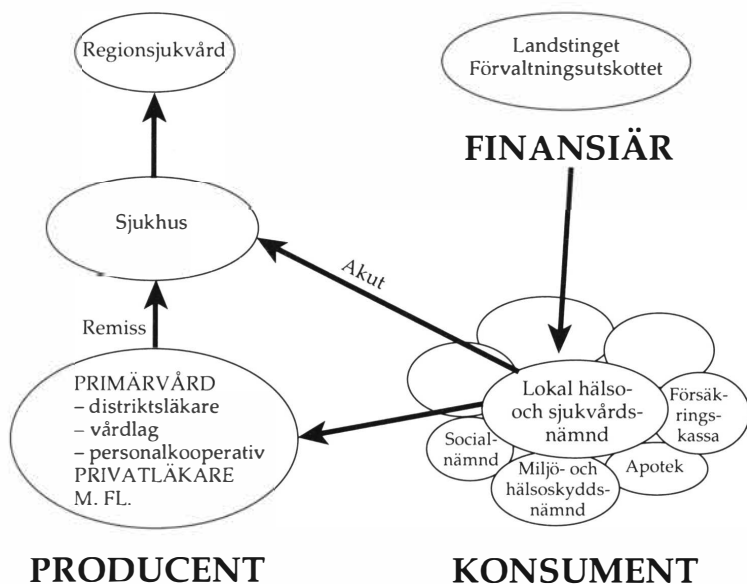 Regionsjukvård
Landstinget
Förvaltningsutskottet
FINANSIÄR
Sjukhus
Akut
Remiss
PRIMÄRVÅRD
– distriktsläkare
– vårdlag
– personalkooperativ
PRIVATLÄKARE
M. FL.
Lokal hälso-
och sjukvårds-
nämnd
Försäk-
rings-
kassa
Social-
nämnd
Miljö- och
hälsoskydds-
nämnd
Apotek
PRODUCENT
KONSUMENT